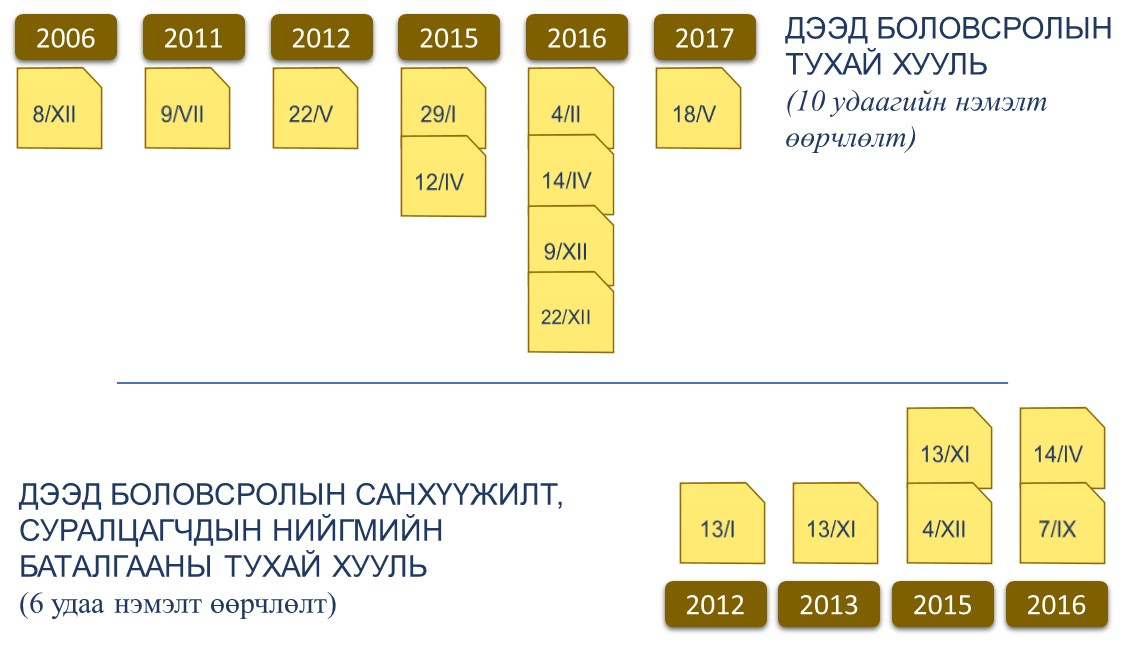 2006
2011
2012
2015
2016
2017
8/XII
9/VII
22/V
29/I
4/II
18/V
12/IV
14/IV
9/XII
22/XII
ДЭЭД БОЛОВСРОЛЫН
ТУХАЙ ХУУЛЬ
(10 удаагийн нэмэлт
өөрчлөлт)
ДЭЭД БОЛОВСРОЛЫН САНХҮҮЖИЛТ,
СУРАЛЦАГЧДЫН НИЙГМИЙН
БАТАЛГААНЫ ТУХАЙ ХУУЛЬ
(6 удаа нэмэлт өөрчлөлт)
13/XI
14/IV
13/I
13/XI
4/XII
7/IX
2012
2013
2015
2016